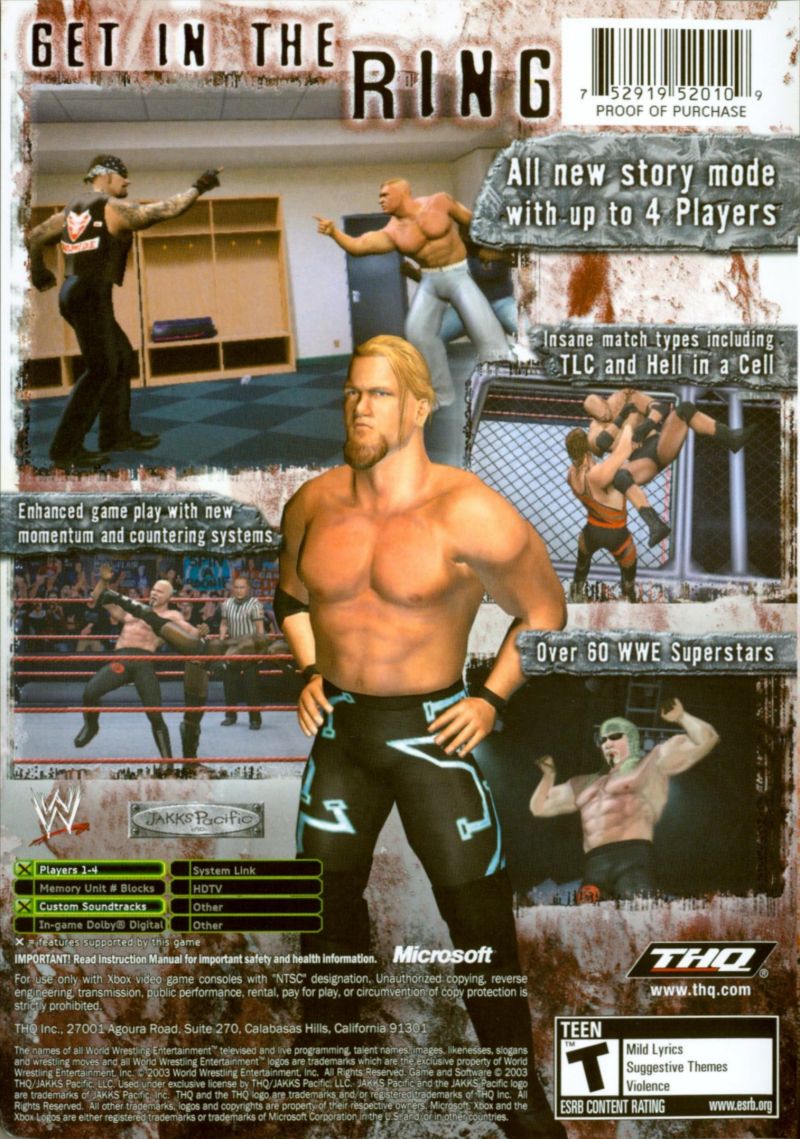 GET IN THE
RING
7 52919 52010 9
PROOF OF PURCHASE
All new story mode
with up to 4 Players
Insane match types including
TLC and Hell in a Cell
Enhanced game play with new
momentum and countering systems
Over 60 WWE Superstars
W
JAKKS Pacific
inc.
X Players 1-4
Memory Unit # Blocks
X Custom Soundtracks
In-game Dolby® Digital
System Link
HDTV
Other
Other
X = features supported by this game
IMPORTANT! Read Instruction Manual for important safety and health information.
Microsoft
For use only with Xbox video game consoles with "NTSC" designation. Unauthorized copying, reverse
engineering, transmission, public performance, rental, pay for play, or circumvention of copy protection is
strictly prohibited.
THQ Inc., 27001 Agoura Road, Suite 270, Calabasas Hills, California 91301
The names of all World Wrestling Entertainment™ televised and live programming, talent names, images, likenesses, slogans
and wrestling moves and all World Wrestling Entertainment™ logos are trademarks which are the exclusive property of World
Wrestling Entertainment, Inc. © 2003 World Wrestling Entertainment, Inc. All Rights Reserved. Game and Software © 2003
THQ/JAKKS Pacific, LLC. Used under exclusive license by THQ/JAKKS Pacific, LLC. JAKKS Pacific and the JAKKS Pacific logo
are trademarks of JAKKS Pacific, Inc. THQ and the THQ logo are trademarks and/or registered trademarks of THQ Inc. All
Rights Reserved. All other trademarks, logos and copyrights are property of their respective owners. Microsoft, Xbox and the
Xbox Logos are either registered trademarks or trademarks of Microsoft Corporation in the U.S. and/or in other countries.
THQ®
www.thq.com
TEEN
T™
Mild Lyrics
Suggestive Themes
Violence
ESRB CONTENT RATING www.esrb.org